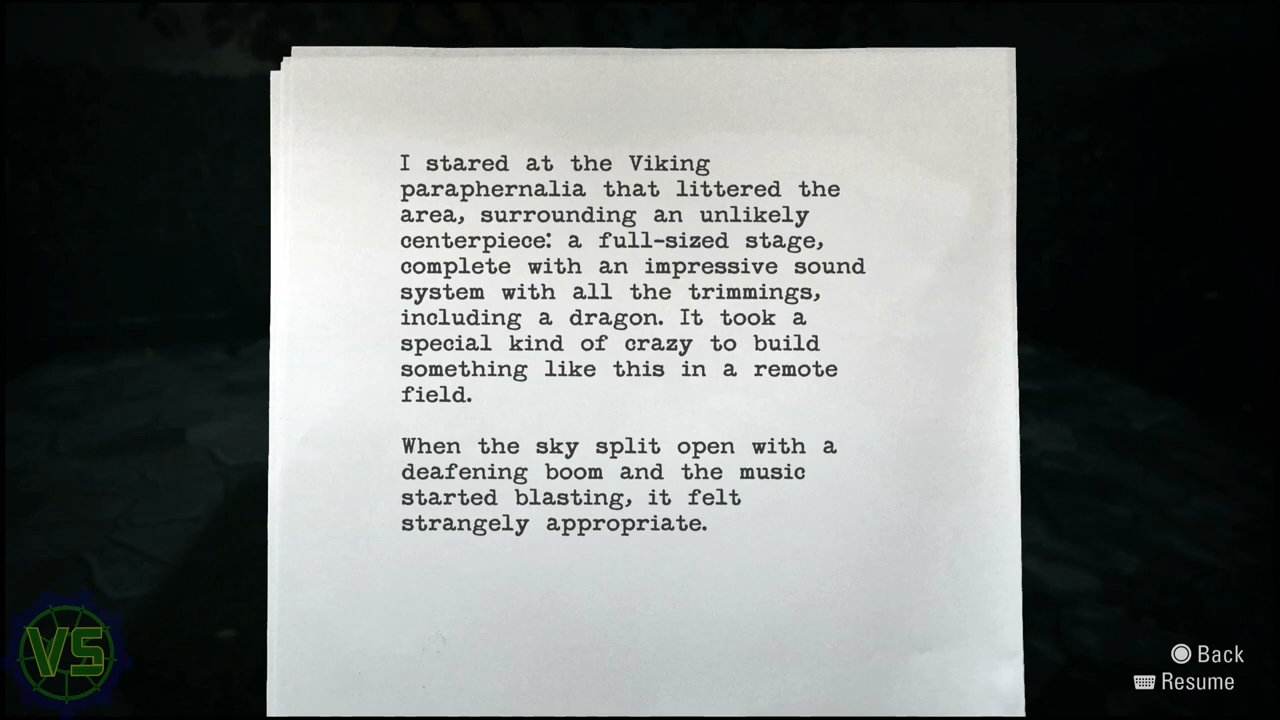 I stared at the Viking
paraphernalia that littered the
area, surrounding an unlikely
centerpiece: a full-sized stage,
complete with an impressive sound
system with all the trimmings,
including a dragon. It took a
special kind of crazy to build
something like this in a remote
field.
When the sky split open with a
deafening boom and the music
started blasting, it felt
strangely appropriate.
VS
Back
Resume